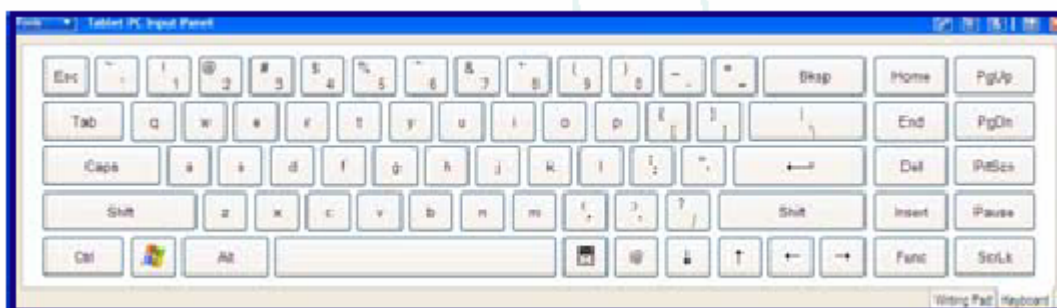 Tools Tablet PC Input Panel
Esc ~ ` ! 1 @ 2 # 3 $ 4 % 5 ^ 6 & 7 * 8 ( 9 ) 0 _ - + = Bksp Home PgUp
Tab q w e r t y u i o p { [ } ] | \ End PgDn
Caps a s d f g h j k l : ; " ' Del PrtScn
Shift z x c v b n m < , > . ? / Shift Insert Pause
Ctrl Alt @ ↓ ↑ ← → Func ScrLk
Writing Pad Keyboard